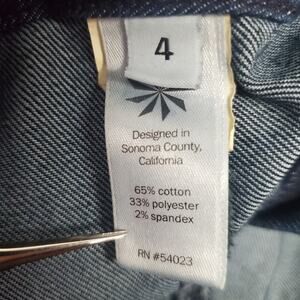 4
Designed in
Sonoma County,
California
65% cotton
33% polyester
2% spandex
RN #54023